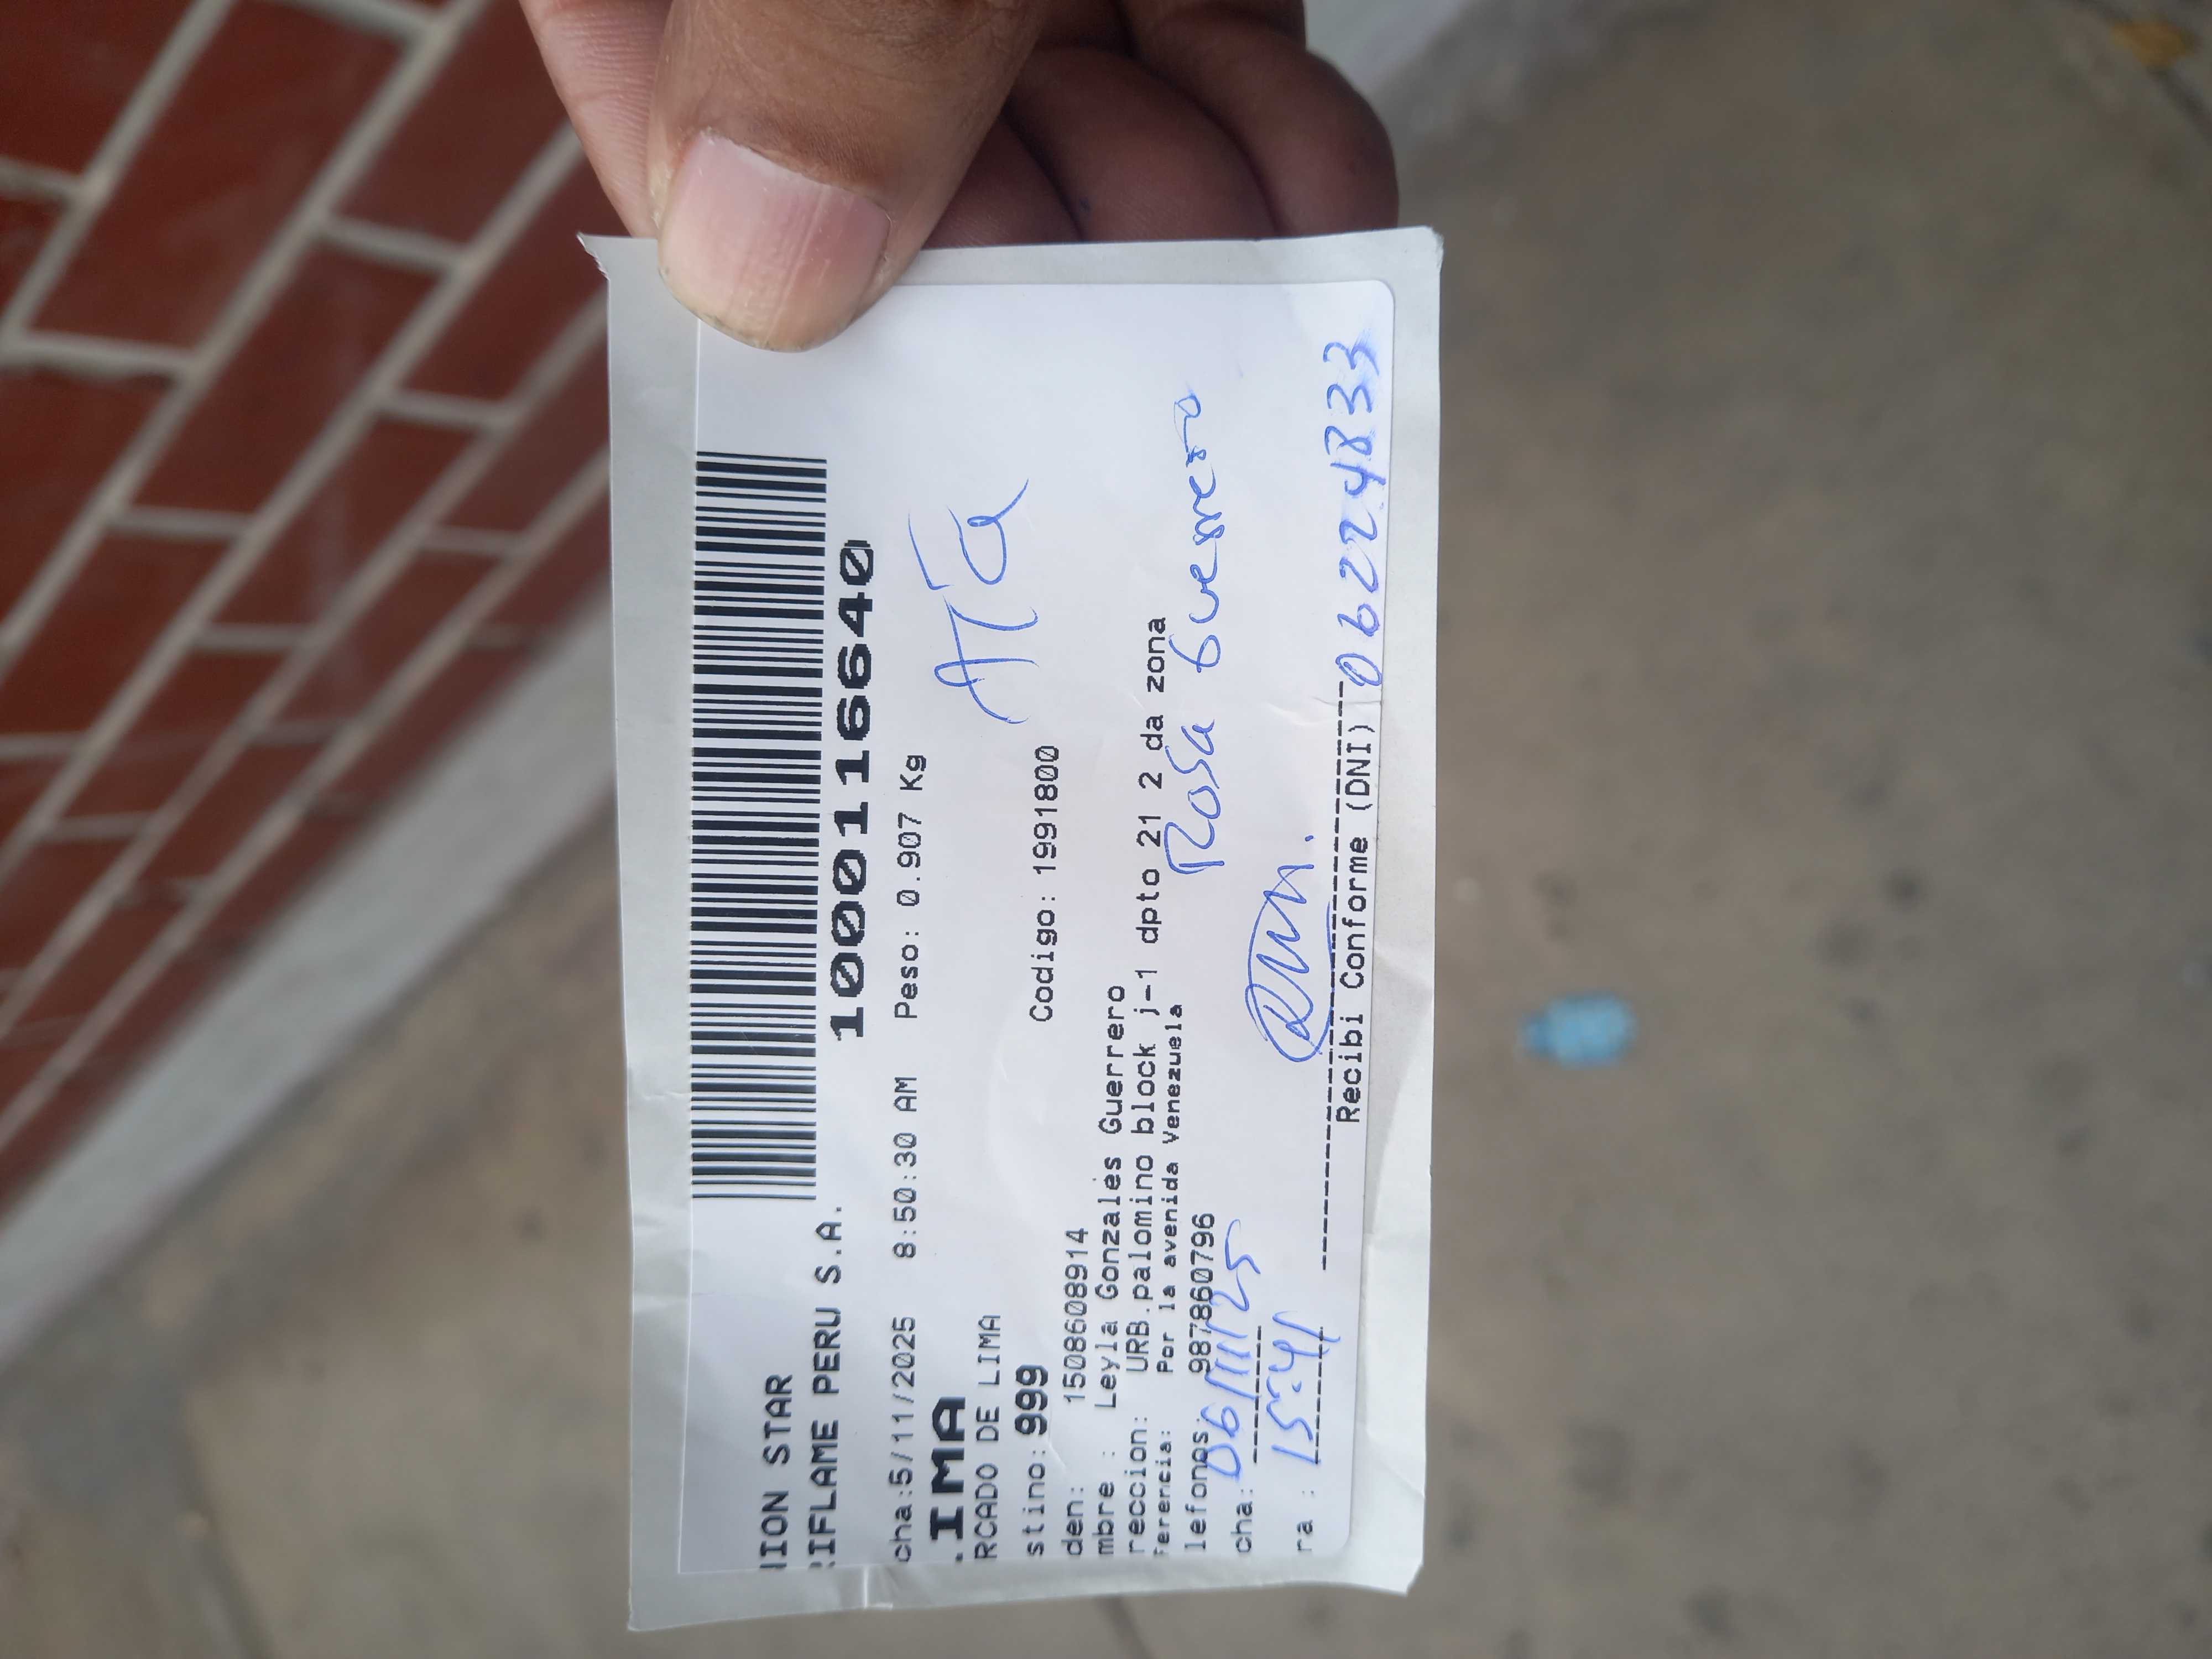 NION STAR
RIFLAME PERU S.A.
1000116640
cha:5/11/2025 8:50:30 AM Peso: 0.907 Kg
IMA
RCADO DE LIMA
stino: 999 Codigo: 1991800
den: 1508608914
mbre : Leyla Gonzales Guerrero
reccion: URB.palomino block j-1 dpto 21 2 da zona
ferencia: Por la avenida Venezuela
Rosa Guerrero
lefonos: 987860796
cha: 06/11/25
ra : 15:41
Recibi Conforme (DNI) 06224833